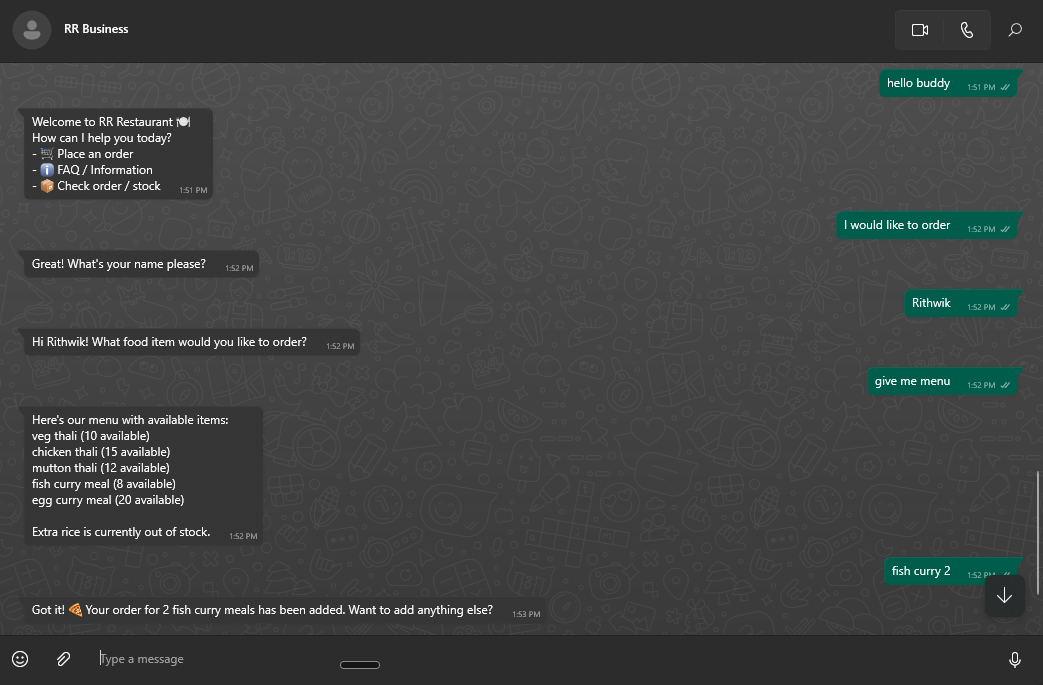 RR Business
hello buddy 1:51 PM
Welcome to RR Restaurant 🍽️
How can I help you today?
- 🛒 Place an order
- ℹ️ FAQ / Information
- 📦 Check order / stock 1:51 PM
I would like to order 1:52 PM
Great! What's your name please? 1:52 PM
Rithwik 1:52 PM
Hi Rithwik! What food item would you like to order? 1:52 PM
give me menu 1:52 PM
Here's our menu with available items:
veg thali (10 available)
chicken thali (15 available)
mutton thali (12 available)
fish curry meal (8 available)
egg curry meal (20 available)
Extra rice is currently out of stock. 1:52 PM
fish curry 2 1:52 PM
Got it! 🍕 Your order for 2 fish curry meals has been added. Want to add anything else? 1:53 PM
Type a message